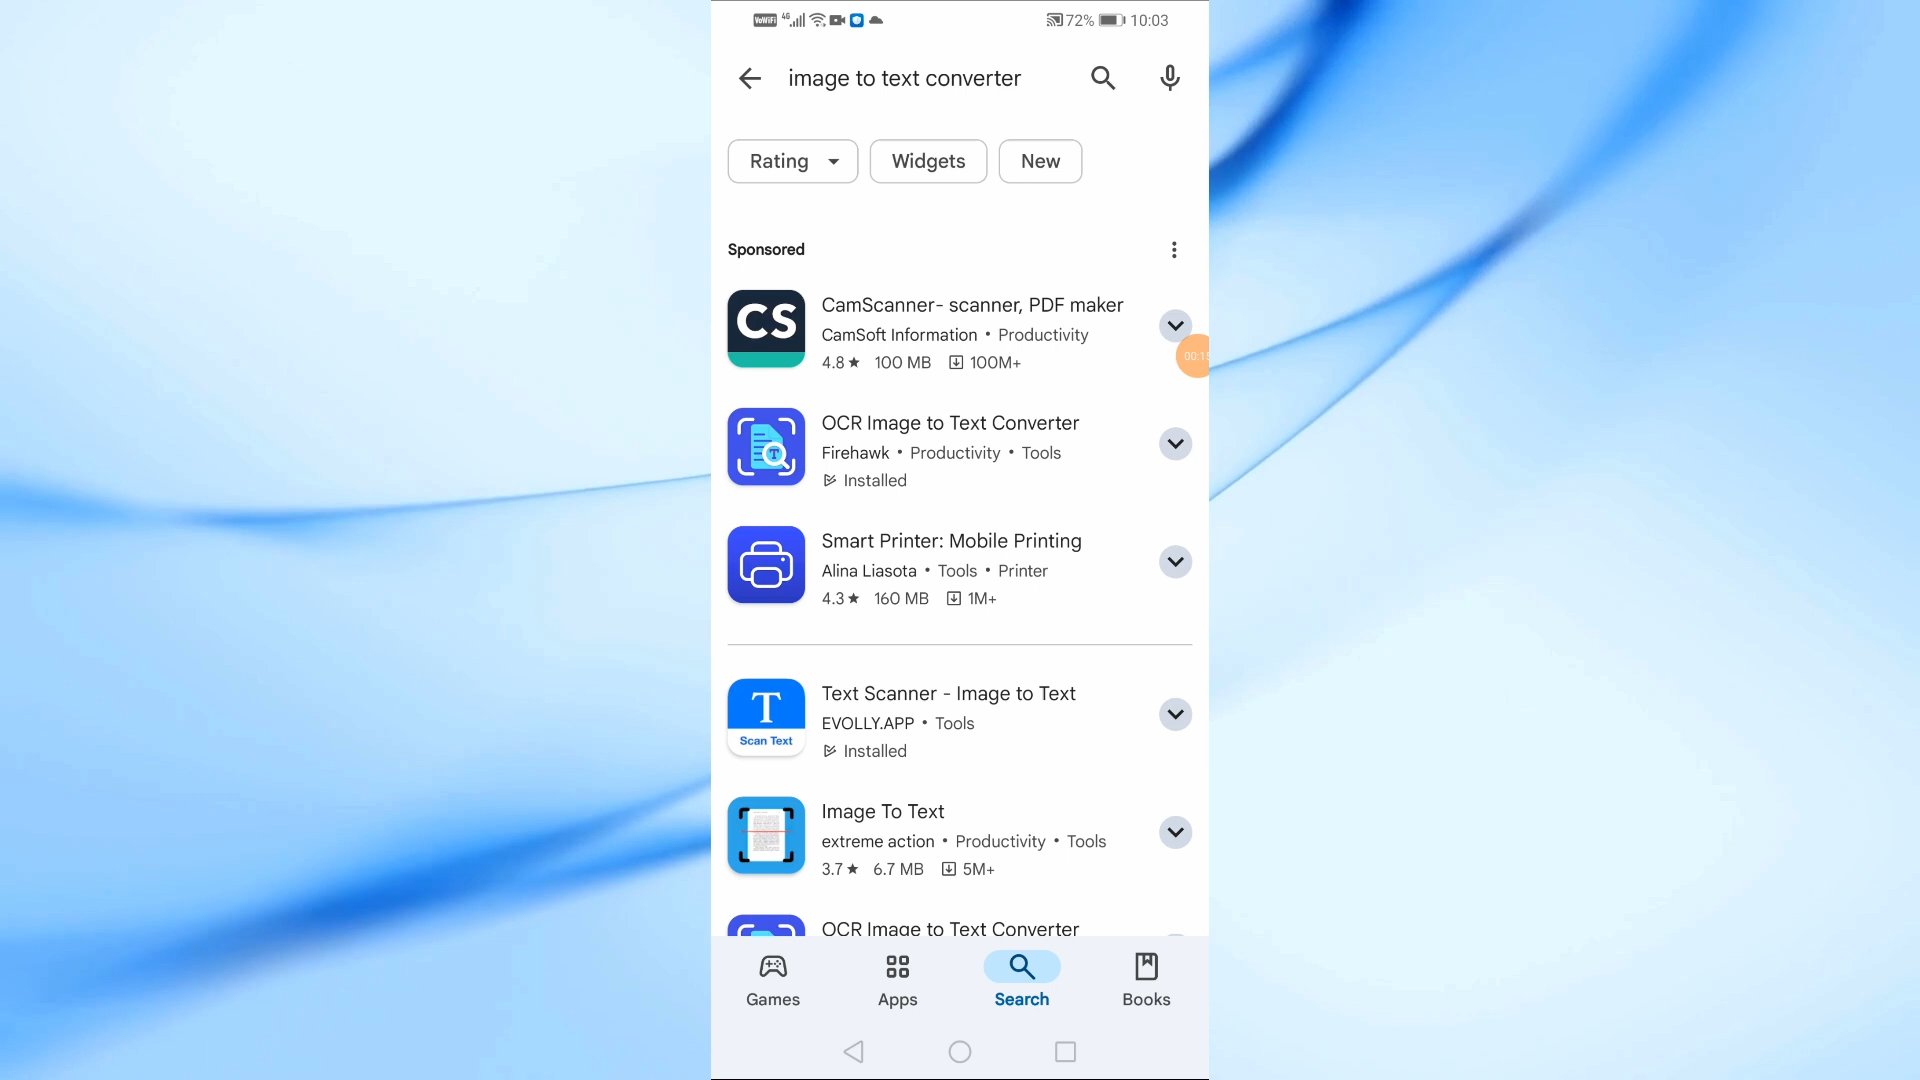 VoWiFi 4G 72% 10:03
image to text converter
Rating Widgets New
Sponsored
CS
CamScanner- scanner, PDF maker
CamSoft Information • Productivity
4.8★ 100 MB 100M+
00:15
OCR Image to Text Converter
Firehawk • Productivity • Tools
Installed
Smart Printer: Mobile Printing
Alina Liasota • Tools • Printer
4.3★ 160 MB 1M+
T
Scan Text
Text Scanner - Image to Text
EVOLLY.APP • Tools
Installed
Image To Text
extreme action • Productivity • Tools
3.7★ 6.7 MB 5M+
OCR Image to Text Converter
Games Apps Search Books